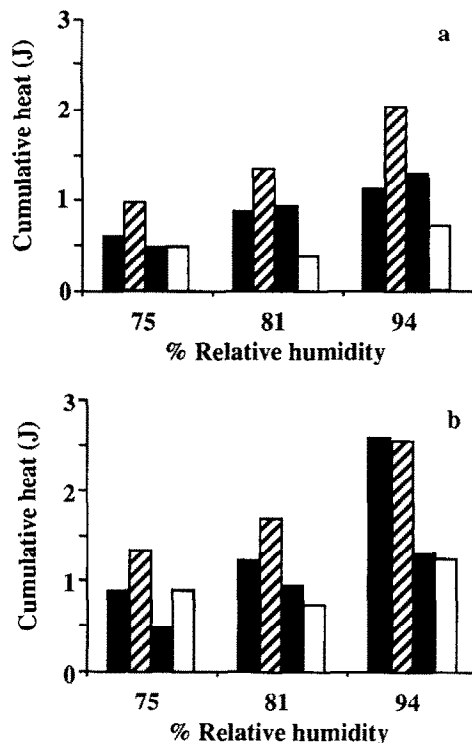 a
3
Cumulative heat (J)
2
1
0
75 81 94
% Relative humidity
b
3
Cumulative heat (J)
2
1
0
75 81 94
% Relative humidity